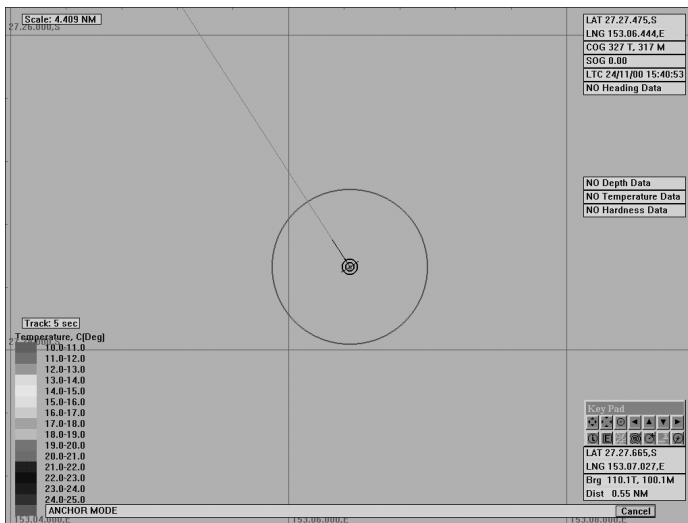 Scale: 4.409 NM
27.26.000,S
LAT 27.27.475,S
LNG 153.06.444,E
COG 327 T, 317 M
SOG 0.00
LTC 24/11/00 15:40:53
NO Heading Data
NO Depth Data
NO Temperature Data
NO Hardness Data
Track: 5 sec
Temperature, C[Deg]
10.0-11.0
11.0-12.0
12.0-13.0
13.0-14.0
14.0-15.0
15.0-16.0
16.0-17.0
17.0-18.0
18.0-19.0
19.0-20.0
20.0-21.0
21.0-22.0
22.0-23.0
23.0-24.0
24.0-25.0
Key Pad
L E
LAT 27.27.665,S
LNG 153.07.027,E
Brg 110.1T, 100.1M
Dist 0.55 NM
ANCHOR MODE
Cancel
153.04.000,E
153.06.000,E
153.08.000,E